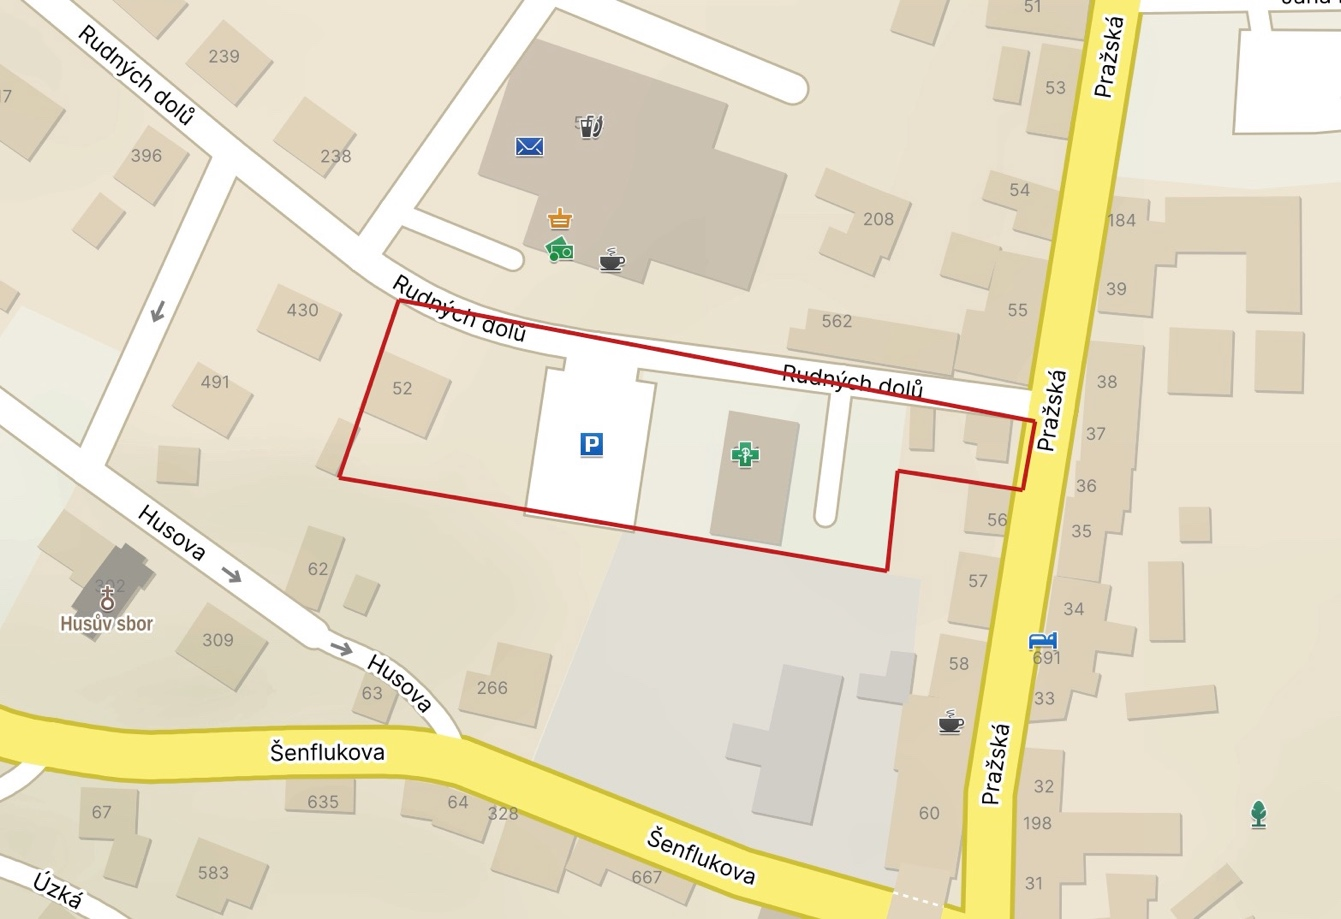 51
Rudných dolů
Pražská
239
53
396
238
54
184
208
39
430
Rudných dolů
55
562
491
52
Rudných dolů
Pražská
38
P
37
36
Husova
56
35
62
57
34
Husův sbor
309
58
691
Husova
63
266
33
Šenflukova
Pražská
635
64
328
32
67
60
198
Šenflukova
583
667
31
Úzká